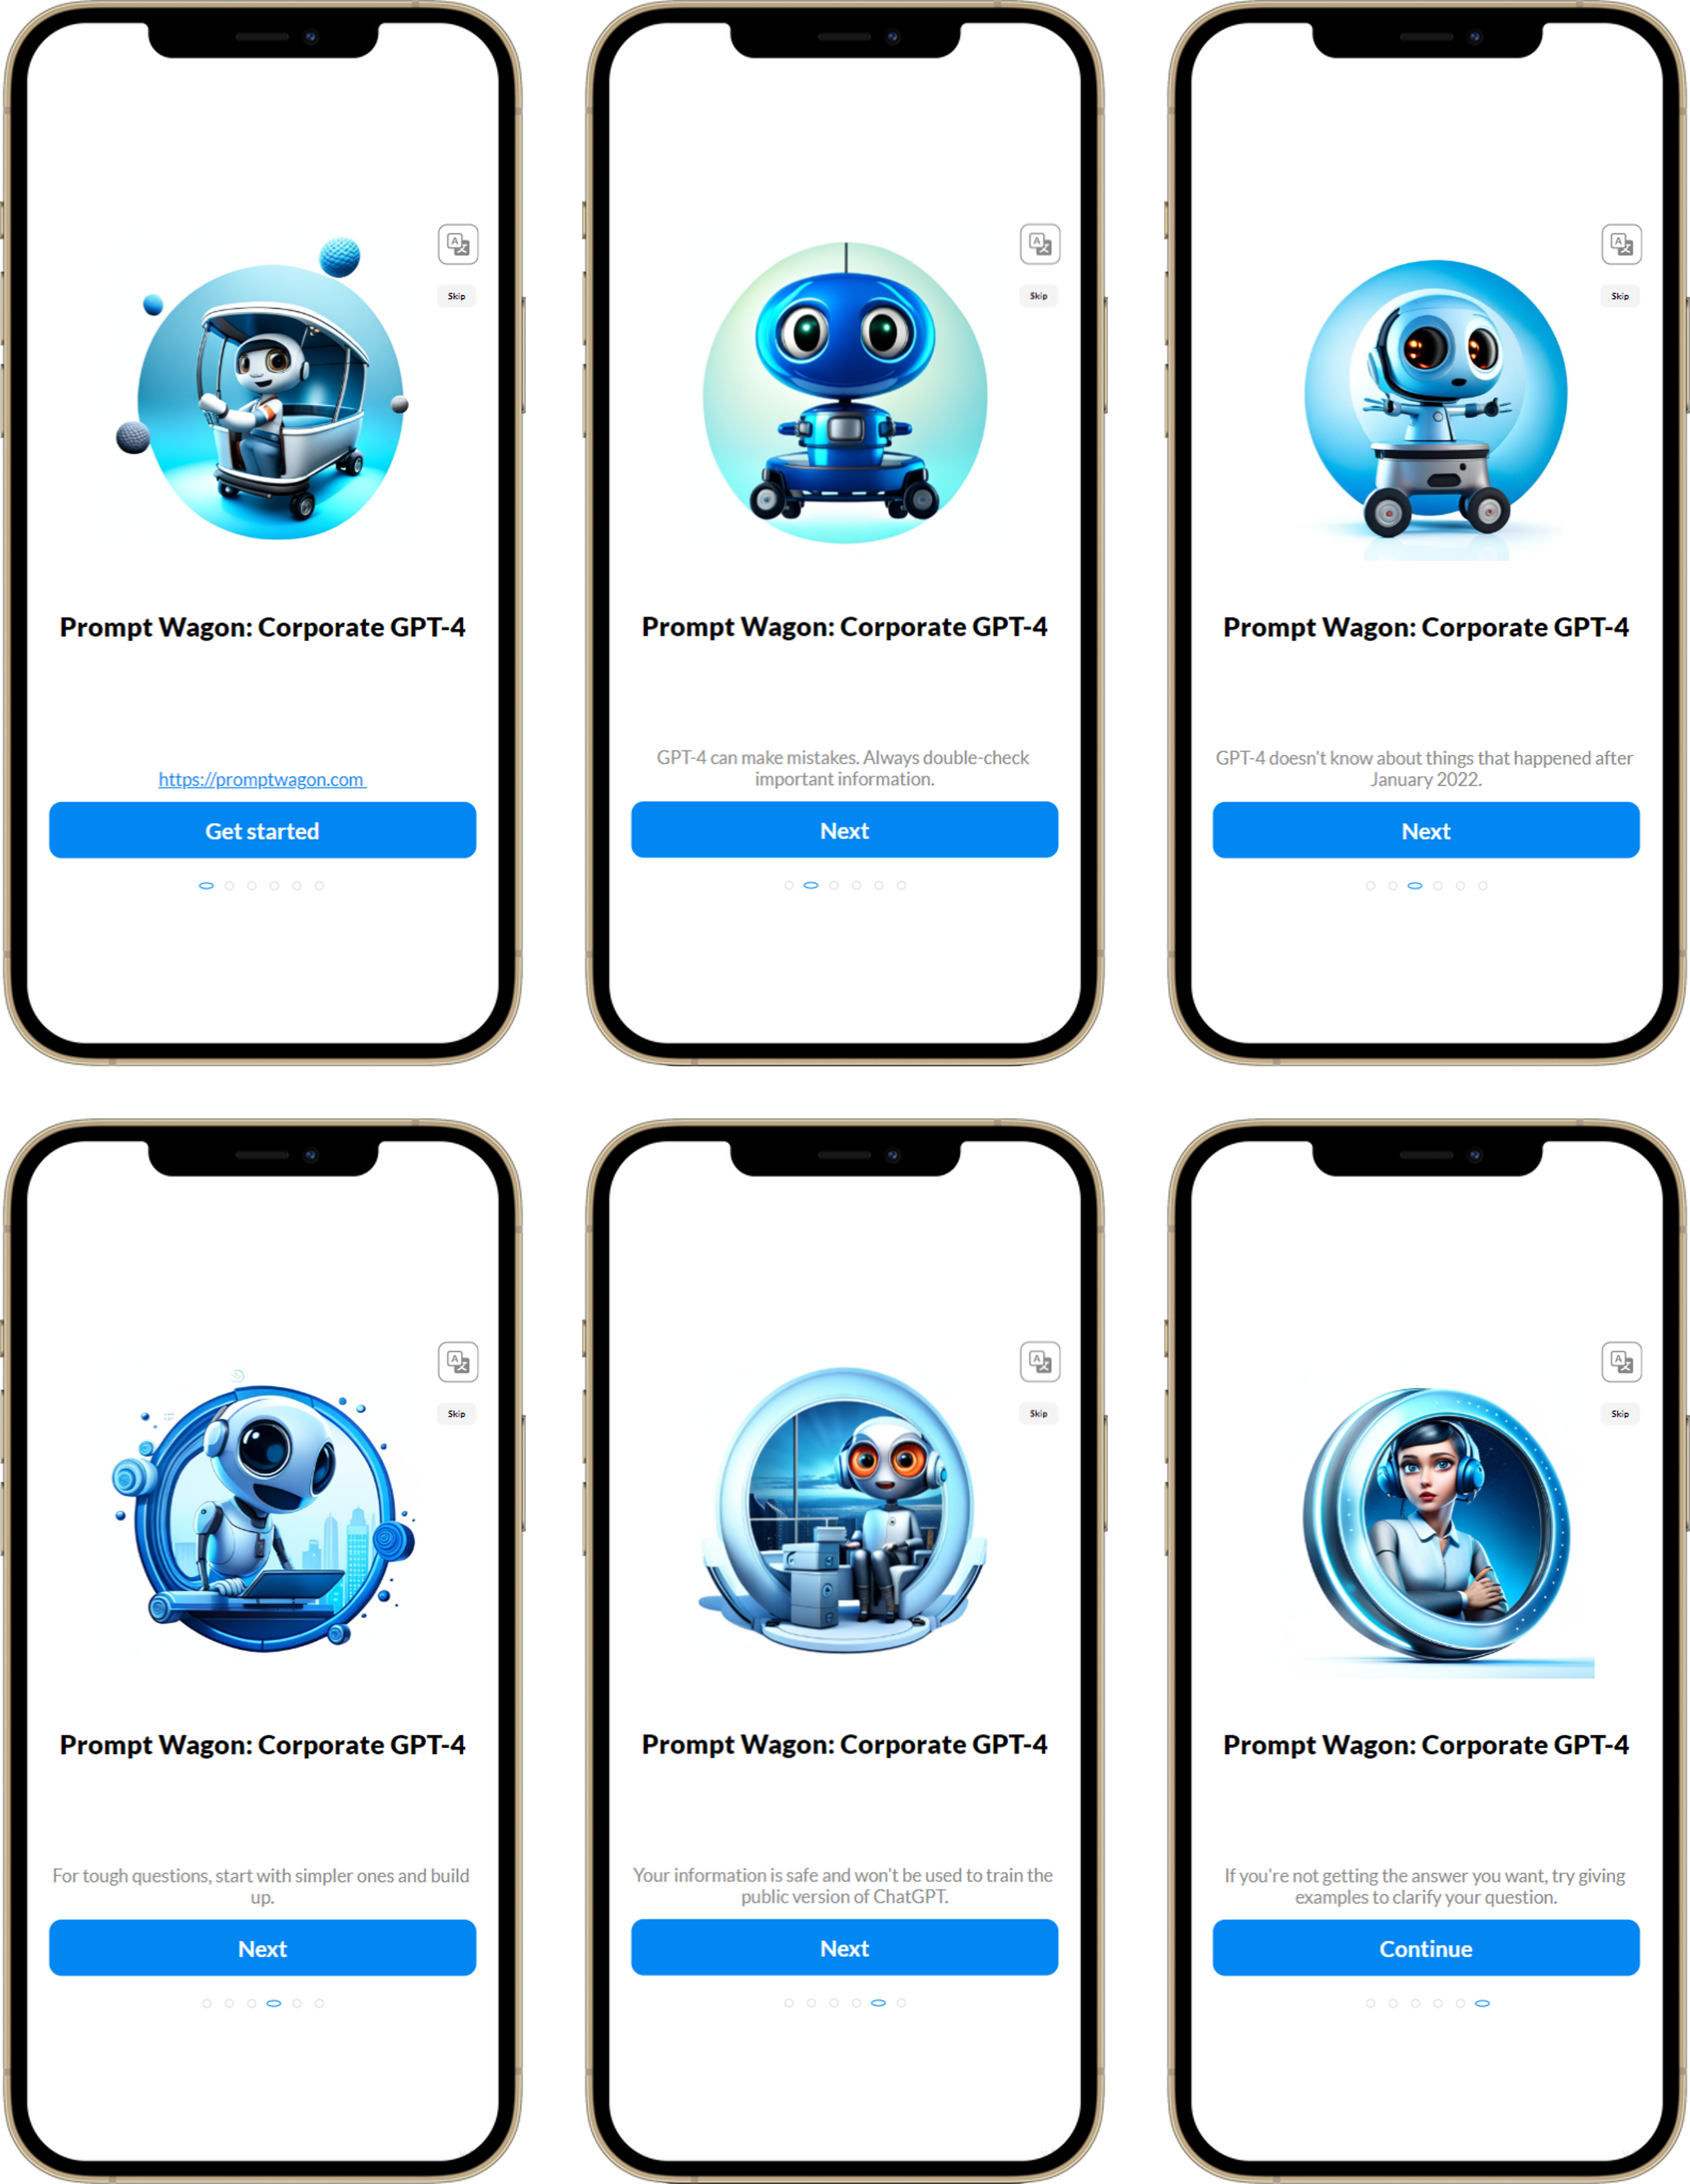 Skip
Prompt Wagon: Corporate GPT-4
https://promptwagon.com
Get started
Skip
Prompt Wagon: Corporate GPT-4
GPT-4 can make mistakes. Always double-check
important information.
Next
Skip
Prompt Wagon: Corporate GPT-4
GPT-4 doesn't know about things that happened after
January 2022.
Next
Skip
Prompt Wagon: Corporate GPT-4
For tough questions, start with simpler ones and build
up.
Next
Skip
Prompt Wagon: Corporate GPT-4
Your information is safe and won't be used to train the
public version of ChatGPT.
Next
Skip
Prompt Wagon: Corporate GPT-4
If you're not getting the answer you want, try giving
examples to clarify your question.
Continue